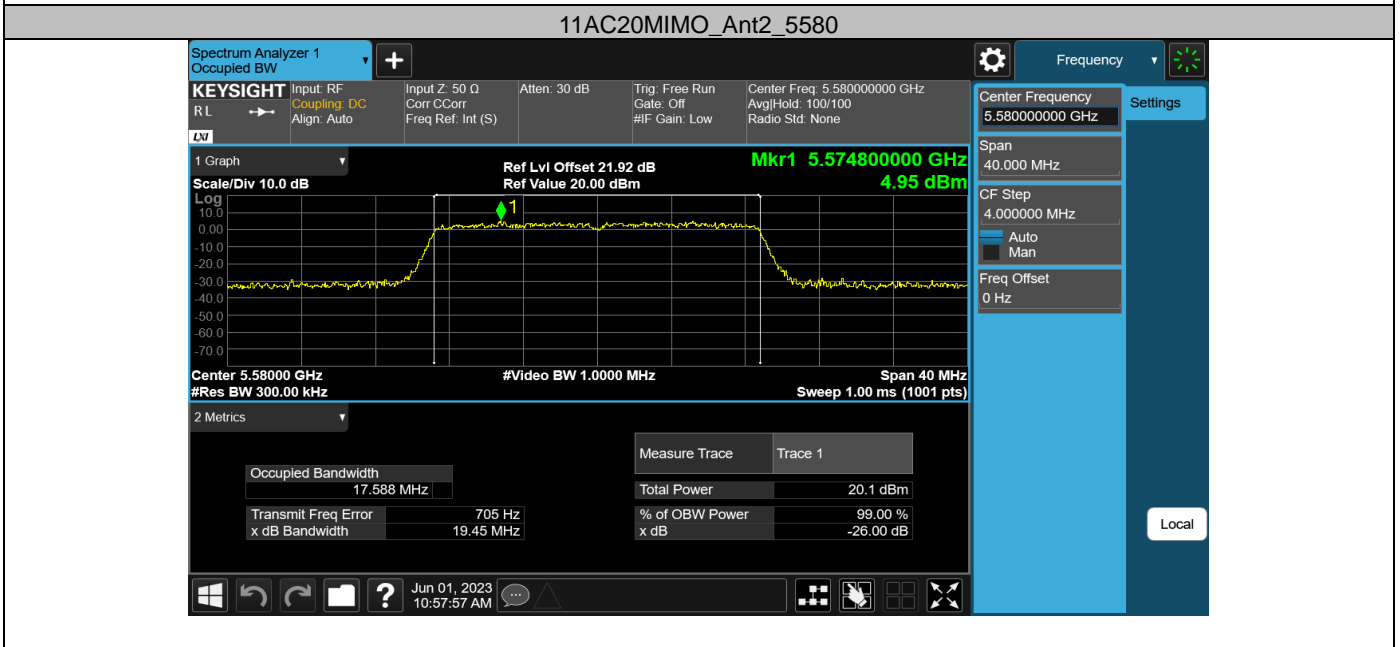 11AC20MIMO_Ant2_5580
Spectrum Analyzer 1
Occupied BW
+
Frequency
KEYSIGHT
R L
LXI
Input: RF
Coupling: DC
Align: Auto
Input Z: 50 Ω
Corr CCorr
Freq Ref: Int (S)
Atten: 30 dB
Trig: Free Run
Gate: Off
#IF Gain: Low
Center Freq: 5.580000000 GHz
Avg|Hold: 100/100
Radio Std: None
Center Frequency
5.580000000 GHz
Settings
Span
40.000 MHz
CF Step
4.000000 MHz
Auto
Man
Freq Offset
0 Hz
1 Graph
Ref Lvl Offset 21.92 dB
Mkr1 5.574800000 GHz
Scale/Div 10.0 dB
Ref Value 20.00 dBm
4.95 dBm
Log
1
10.0
0.00
-10.0
-20.0
-30.0
-40.0
-50.0
-60.0
-70.0
Center 5.58000 GHz
#Video BW 1.0000 MHz
Span 40 MHz
#Res BW 300.00 kHz
Sweep 1.00 ms (1001 pts)
2 Metrics
Measure Trace Trace 1
Occupied Bandwidth
17.588 MHz
Total Power 20.1 dBm
Transmit Freq Error 705 Hz
% of OBW Power 99.00 %
x dB Bandwidth 19.45 MHz
x dB -26.00 dB
Local
?
Jun 01, 2023
10:57:57 AM